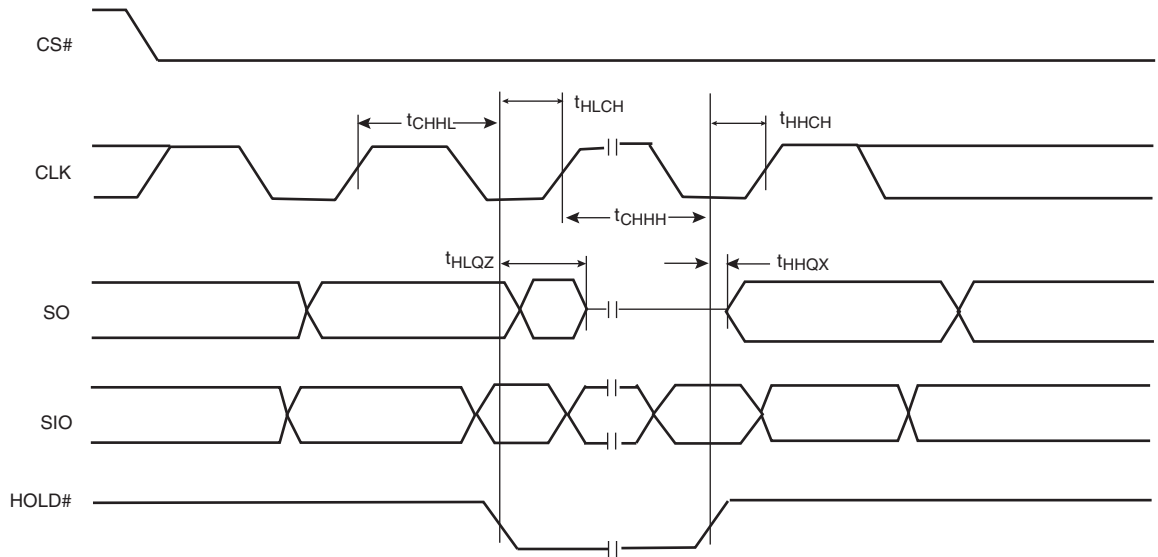 CS#
tHLCH
tCHHL
tHHCH
CLK
tCHHH
tHLQZ
tHHQX
SO
SIO
HOLD#